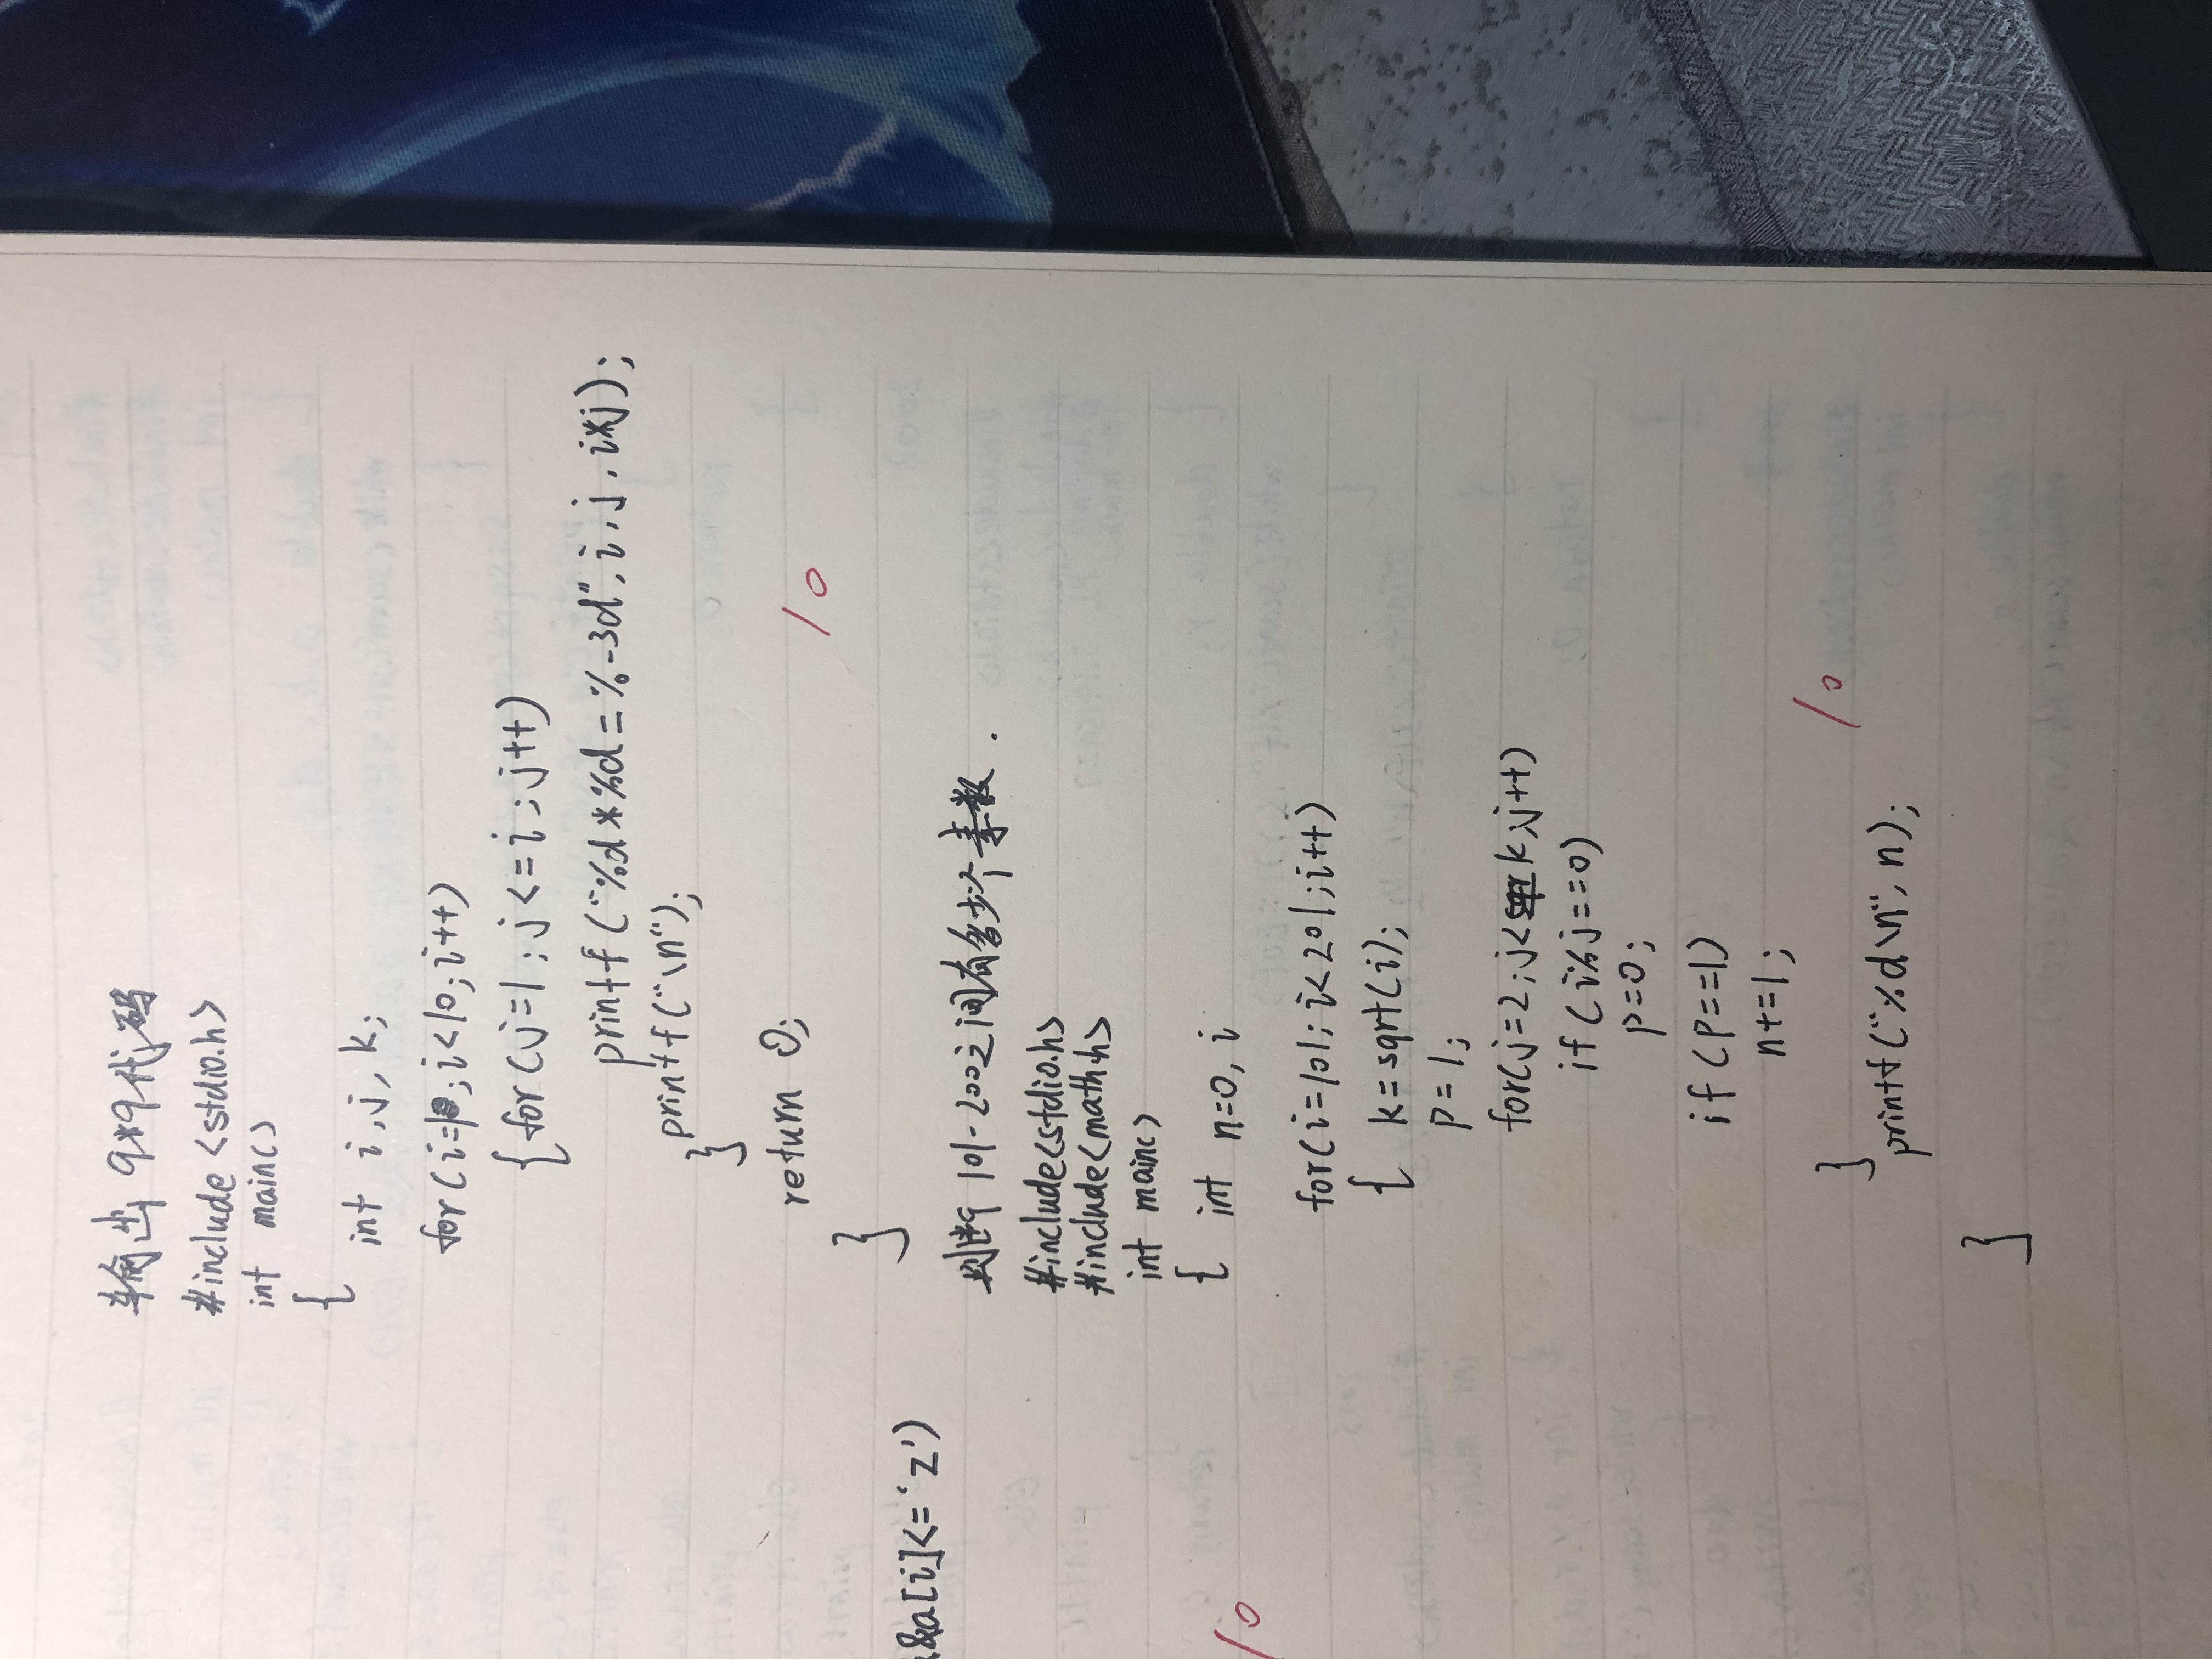 输出9*9代码
#include <stdio.h>
int main()
{
int i,j,k;
for(i=1;i<10;i++)
{for(j=1;j<=i;j++)
printf("%d*%d=%-3d",i,j,i*j);
printf("\n");
}
return 0;
}
10
判断101-200之间有多少个素数.
#include<stdio.h>
#include<math.h>
int main()
{ int n=0,i
for(i=101;i<201;i++)
{ k=sqrt(i);
p=1;
for(j=2;j<k;j++)
if(i%j==0)
p=0;
if(p==1)
n+=1;
}
10
printf("%d\n",n);
}
&a[i]<='z')
10